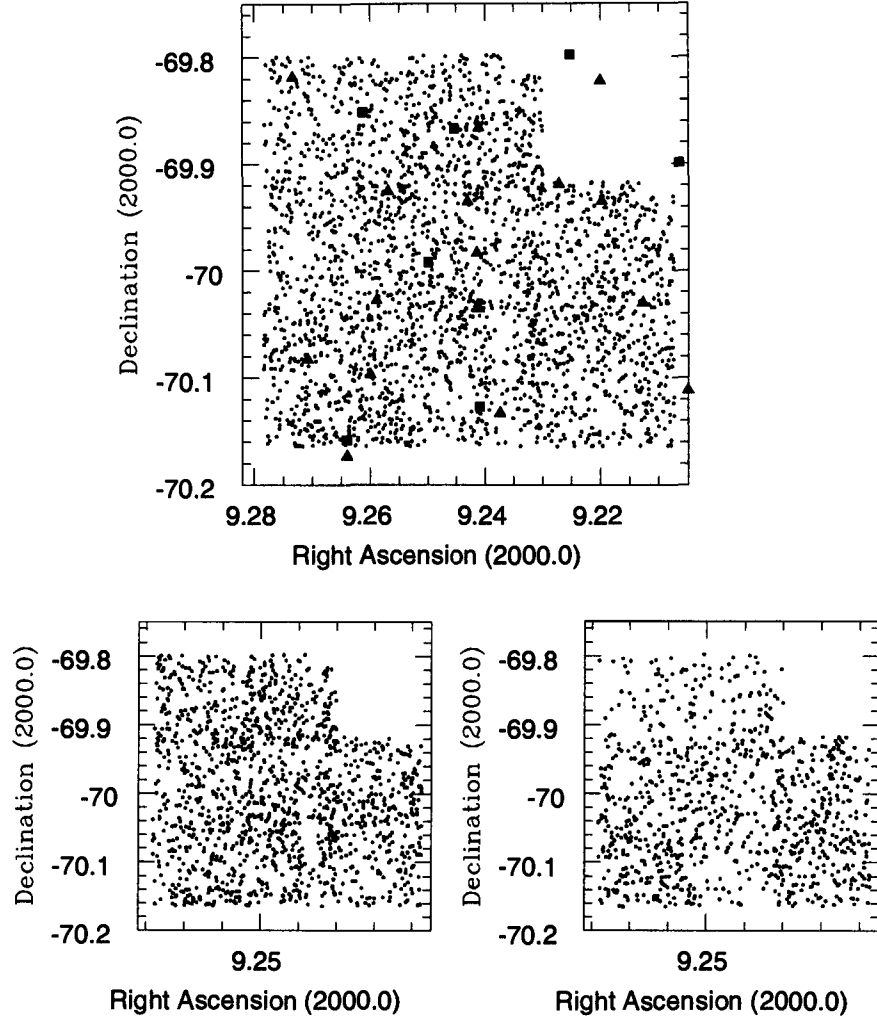 -69.8
-69.9
-70
-70.1
-70.2
Declination (2000.0)
9.28 9.26 9.24 9.22
Right Ascension (2000.0)
-69.8
-69.9
-70
-70.1
-70.2
Declination (2000.0)
9.25
Right Ascension (2000.0)
-69.8
-69.9
-70
-70.1
-70.2
Declination (2000.0)
9.25
Right Ascension (2000.0)